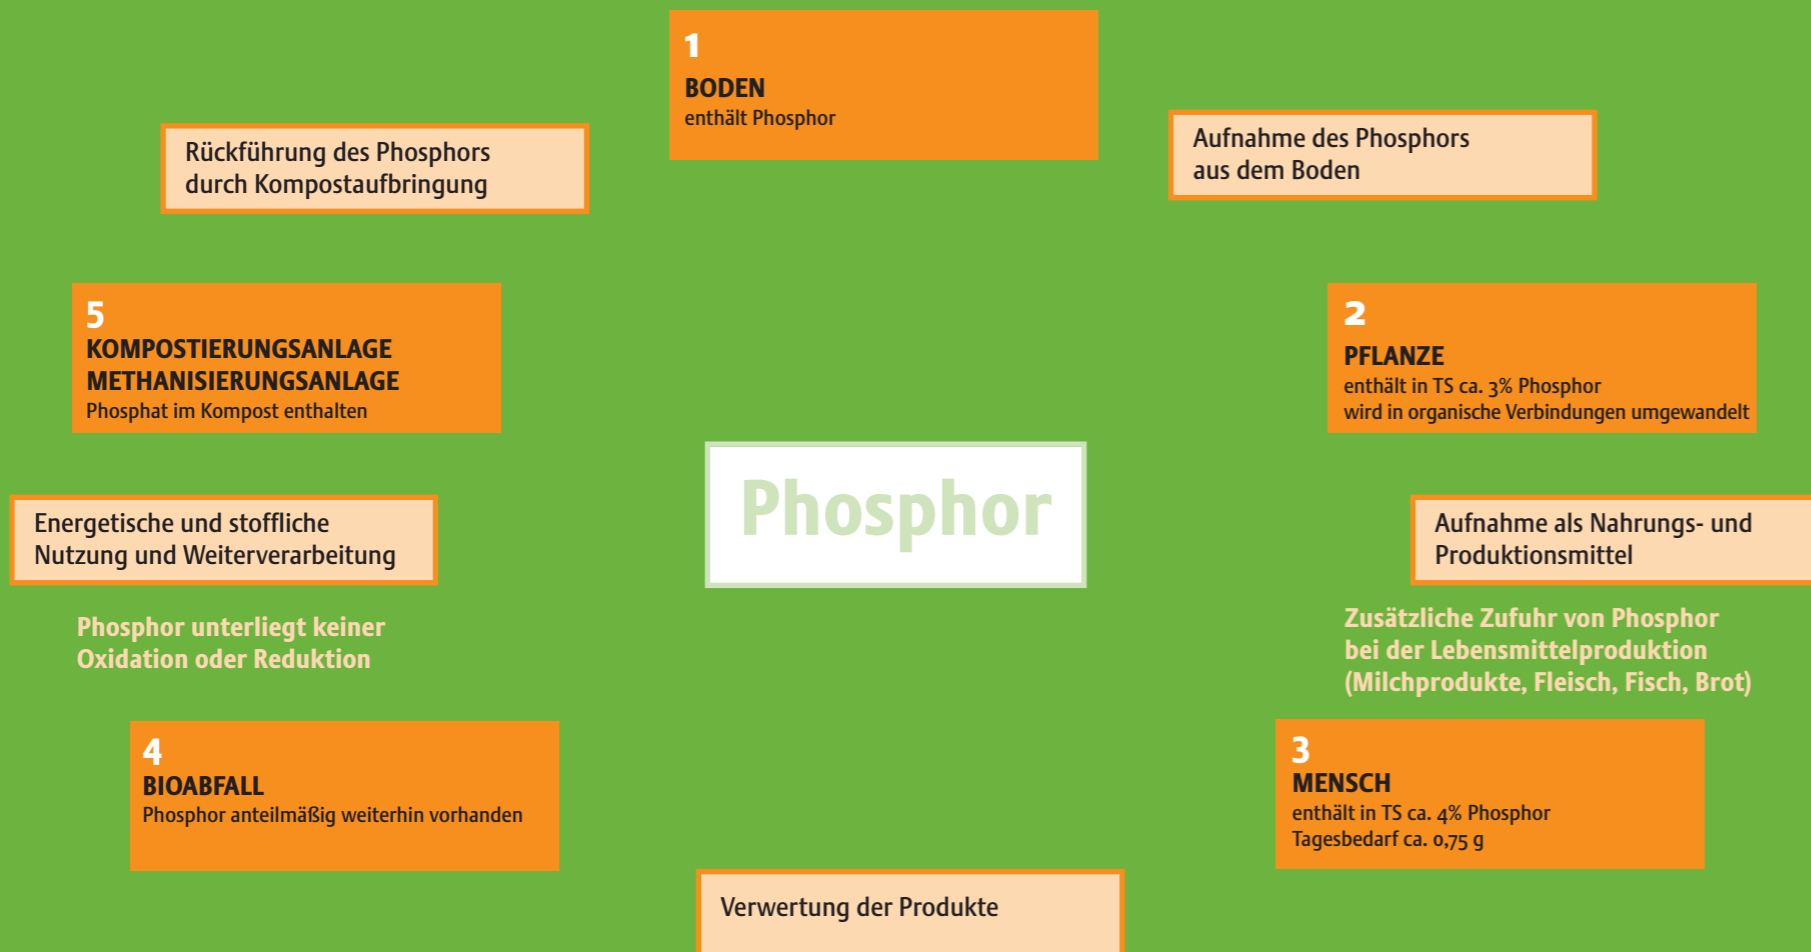 1
BODEN
enthält Phosphor
Aufnahme des Phosphors
aus dem Boden
2
PFLANZE
enthält in TS ca. 3% Phosphor
wird in organische Verbindungen umgewandelt
Aufnahme als Nahrungs- und
Produktionsmittel
Zusätzliche Zufuhr von Phosphor
bei der Lebensmittelproduktion
(Milchprodukte, Fleisch, Fisch, Brot)
3
MENSCH
enthält in TS ca. 4% Phosphor
Tagesbedarf ca. 0,75 g
Verwertung der Produkte
4
BIOABFALL
Phosphor anteilmäßig weiterhin vorhanden
Phosphor unterliegt keiner
Oxidation oder Reduktion
Energetische und stoffliche
Nutzung und Weiterverarbeitung
5
KOMPOSTIERUNGSANLAGE
METHANISIERUNGSANLAGE
Phosphat im Kompost enthalten
Rückführung des Phosphors
durch Kompostaufbringung
Phosphor